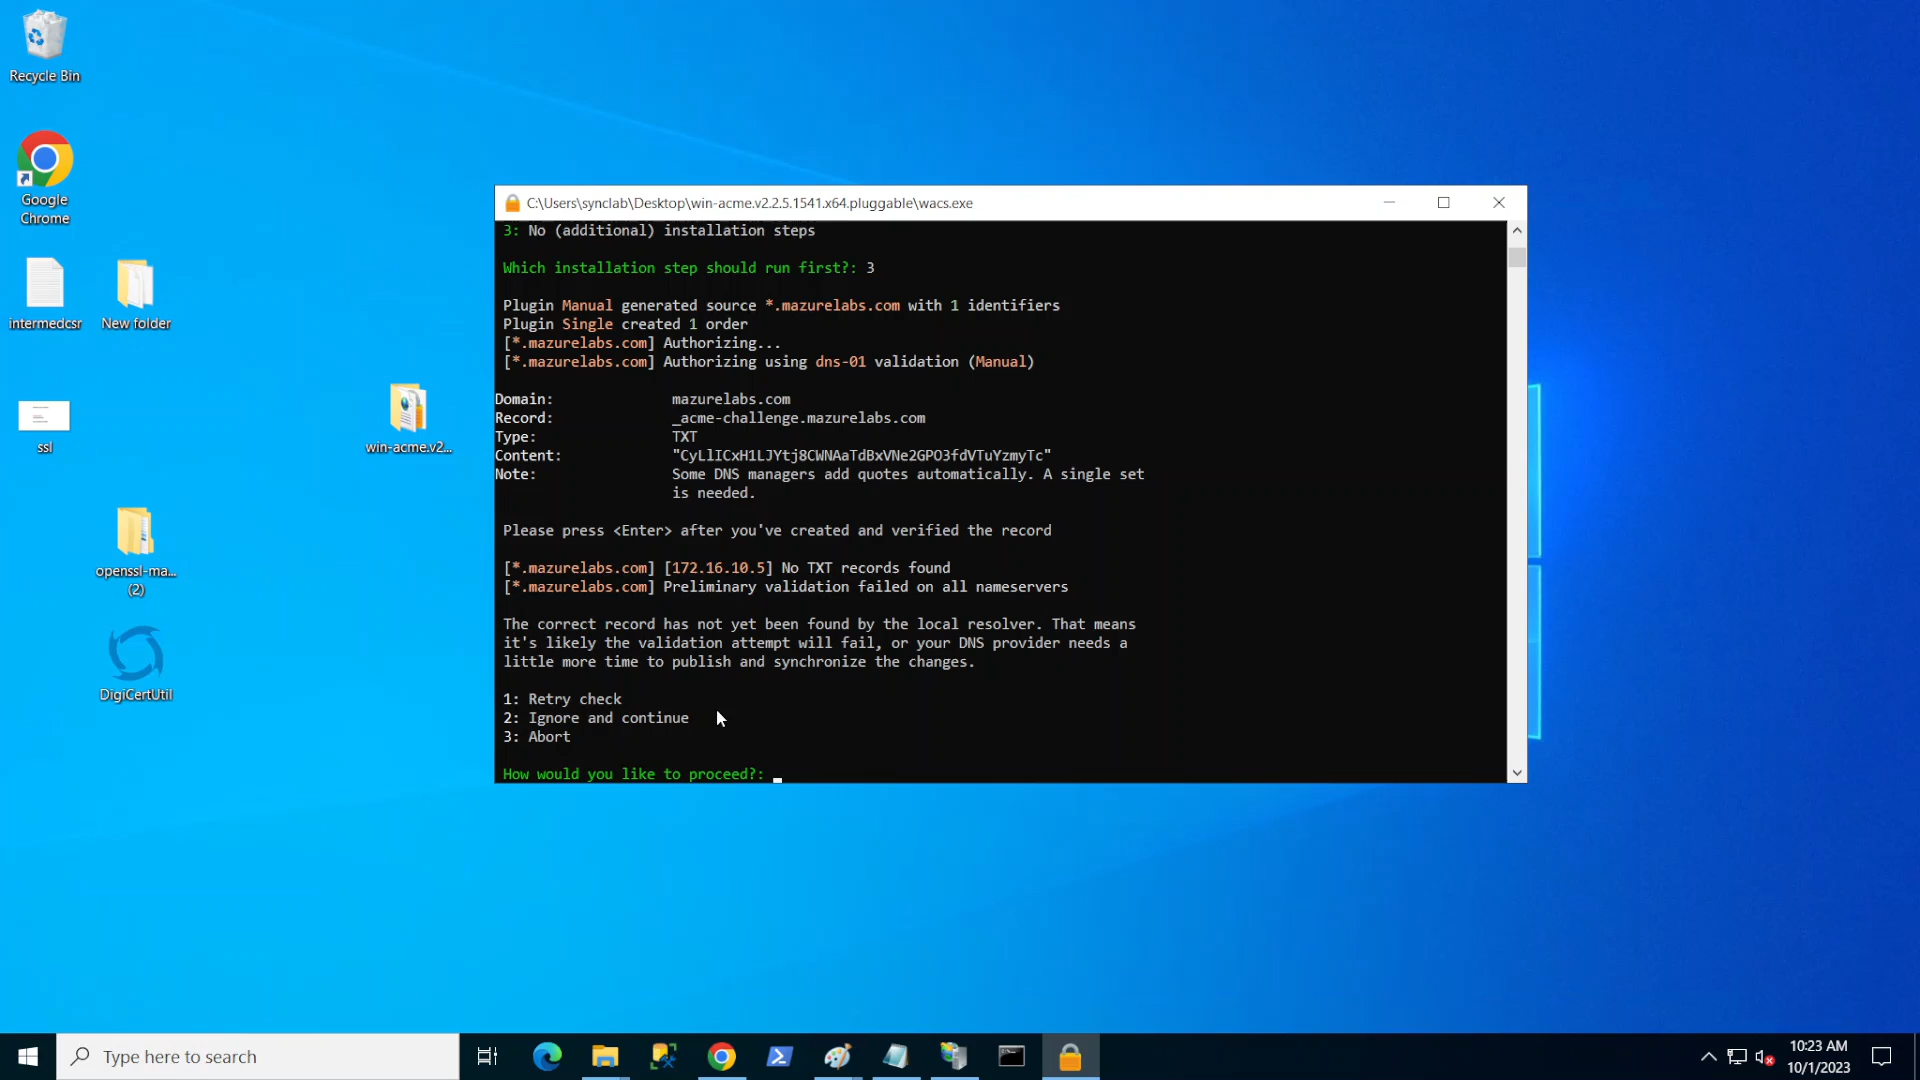 Recycle Bin
Google
Chrome
intermedcsr
New folder
ssl
win-acme.v2...
openssl-ma...
(2)
DigiCertUtil
C:\Users\synclab\Desktop\win-acme.v2.2.5.1541.x64.pluggable\wacs.exe
3: No (additional) installation steps
Which installation step should run first?: 3
Plugin Manual generated source *.mazurelabs.com with 1 identifiers
Plugin Single created 1 order
[*.mazurelabs.com] Authorizing...
[*.mazurelabs.com] Authorizing using dns-01 validation (Manual)
Domain: mazurelabs.com
Record: _acme-challenge.mazurelabs.com
Type: TXT
Content: "CyLlICxH1LJYtj8CWNAaTdBxVNe2GPO3fdVTuYzmyTc"
Note: Some DNS managers add quotes automatically. A single set
is needed.
Please press <Enter> after you've created and verified the record
[*.mazurelabs.com] [172.16.10.5] No TXT records found
[*.mazurelabs.com] Preliminary validation failed on all nameservers
The correct record has not yet been found by the local resolver. That means
it's likely the validation attempt will fail, or your DNS provider needs a
little more time to publish and synchronize the changes.
1: Retry check
2: Ignore and continue
3: Abort
How would you like to proceed?:
Type here to search
10:23 AM
10/1/2023